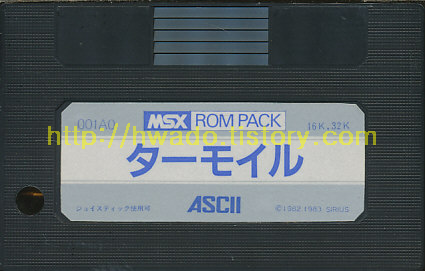 001A0 MSX ROM PACK 16K,32K
http://hwado.tistory.com
ターモイル
ジョイスティック使用可 ASCII ©1982,1983 SIRIUS